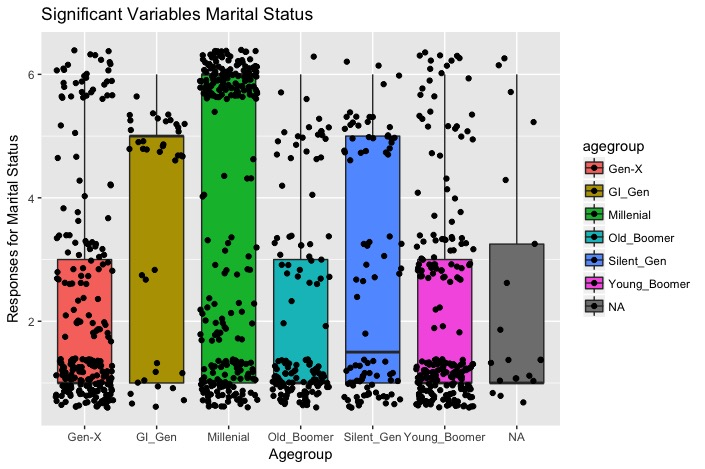 Significant Variables Marital Status
Responses for Marital Status
6
4
2
Gen-X GI_Gen Millenial Old_Boomer Silent_Gen Young_Boomer NA
Agegroup
agegroup
Gen-X
GI_Gen
Millenial
Old_Boomer
Silent_Gen
Young_Boomer
NA